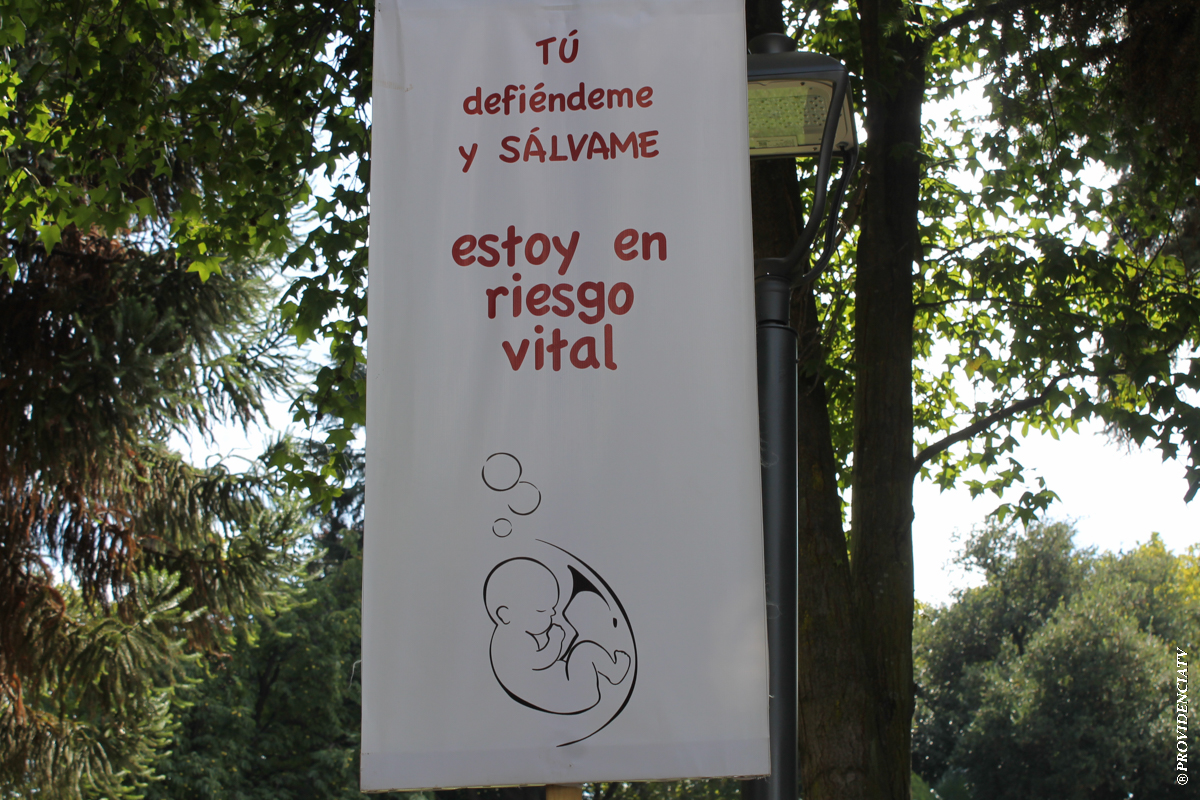 TÚ
defiéndeme
y SÁLVAME
estoy en
riesgo
vital
®PROVIDENCIATV